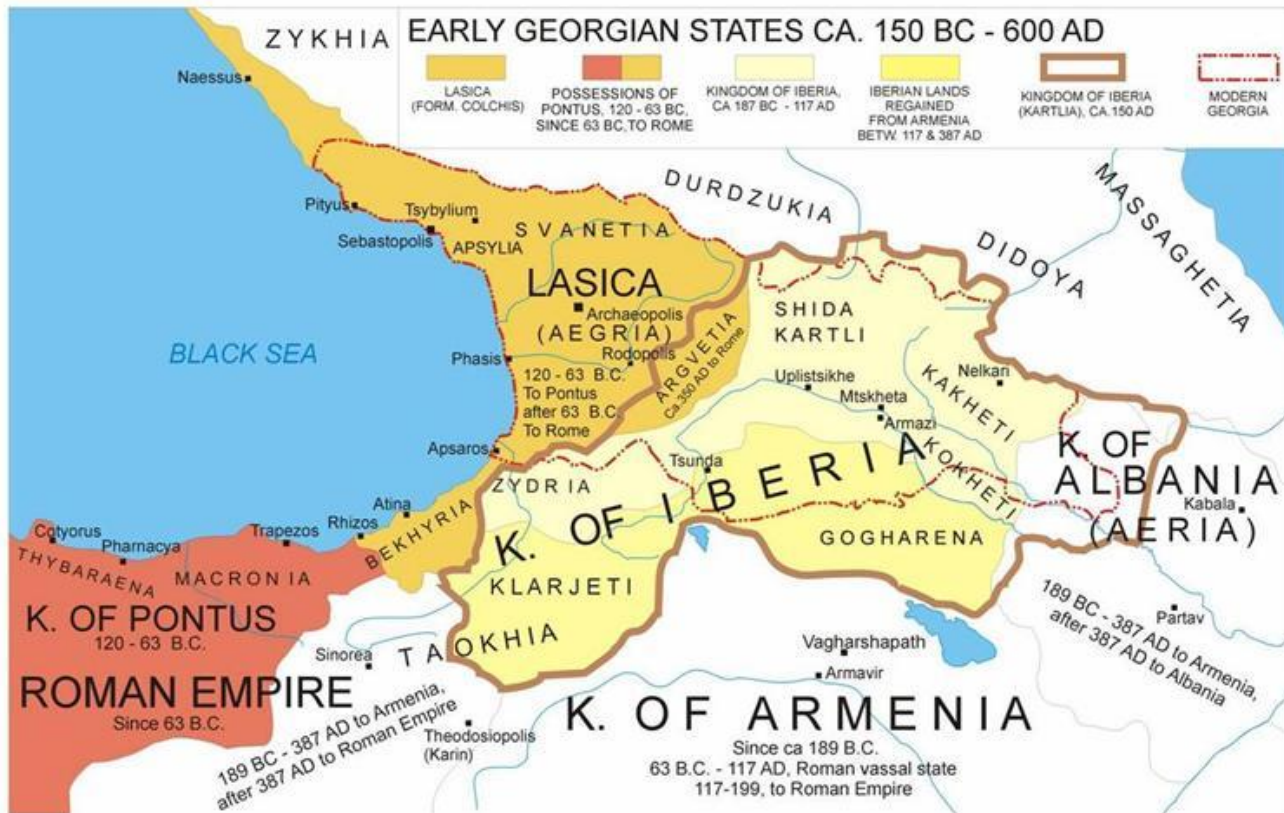 EARLY GEORGIAN STATES CA. 150 BC - 600 AD
LASICA
(FORM. COLCHIS)
POSSESSIONS OF
PONTUS, 120 - 63 BC,
SINCE 63 BC, TO ROME
KINGDOM OF IBERIA,
CA 187 BC - 117 AD
IBERIAN LANDS
REGAINED
FROM ARMENIA
BETW. 117 & 387 AD
KINGDOM OF IBERIA
(KARTLIA), CA. 150 AD
MODERN
GEORGIA
ZYKHIA
Naessus
DURDZUKIA
MASSAGHETIA
DIDOYA
Pityus
Tsybylium
Sebastopolis
APSYLIA
SVANETIA
LASICA
Archaeopolis
(AEGRIA)
Rodopolis
Phasis
120 - 63 B.C.
To Pontus
after 63 B.C.
To Rome
ARGVETIA
Ca 350 AD to Rome
BLACK SEA
SHIDA
KARTLI
Uplistsikhe
Mtskheta
Armazi
Nelkari
KAKHETI
KOKHETI
K. OF
ALBANIA
(AERIA)
Kabala
Apsaros
ZYDRIA
Tsunda
K. OF IBERIA
GOGHARENA
KLARJETI
Atina
Rhizos
BEKHYRIA
Trapezos
Cotyorus
Pharnacya
THYBARAENA
MACRONIA
K. OF PONTUS
120 - 63 B.C.
ROMAN EMPIRE
Since 63 B.C.
Sinorea
TAOKHIA
189 BC - 387 AD to Armenia,
after 387 AD to Roman Empire
Theodosiopolis
(Karin)
Vagharshapath
Armavir
K. OF ARMENIA
Since ca 189 B.C.
63 B.C. - 117 AD, Roman vassal state
117-199, to Roman Empire
189 BC - 387 AD to Armenia,
after 387 AD to Albania
Partav